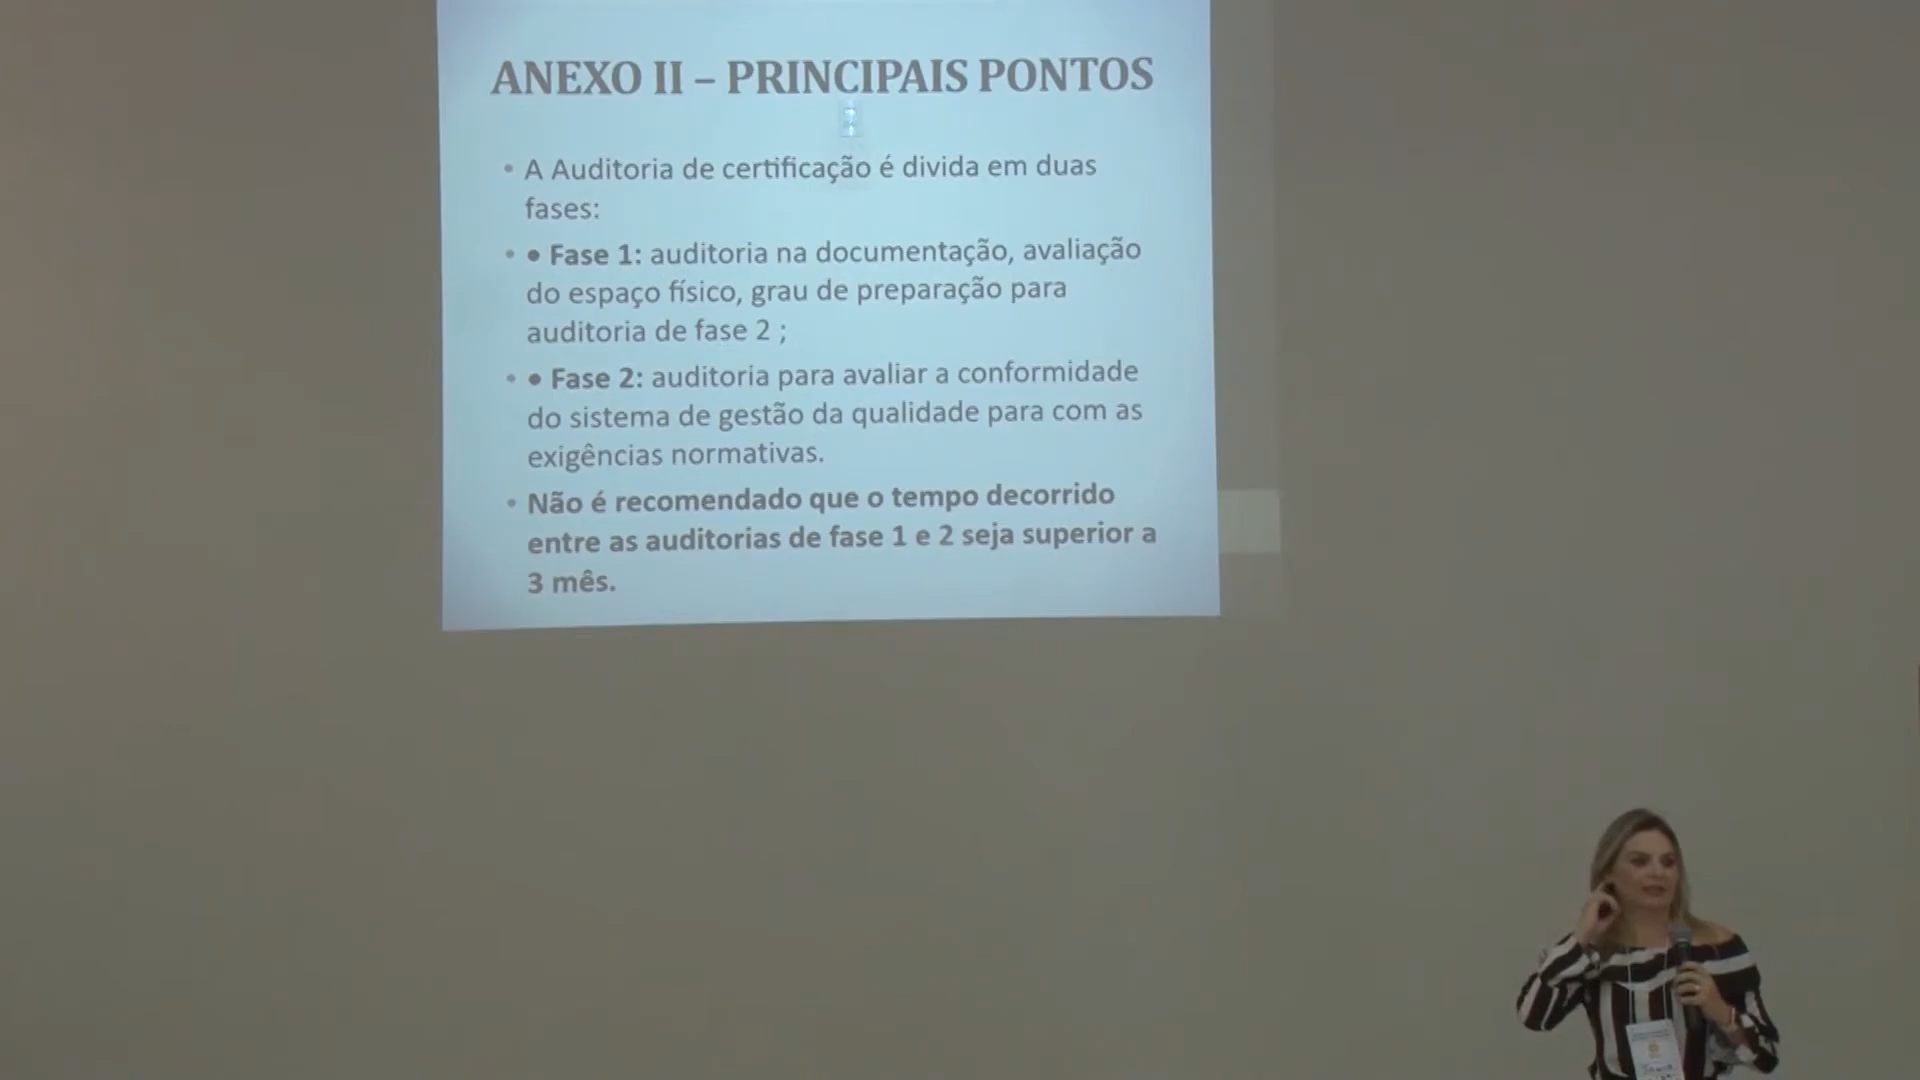 ANEXO II – PRINCIPAIS PONTOS
• A Auditoria de certificação é divida em duas
fases:
• • Fase 1: auditoria na documentação, avaliação
do espaço físico, grau de preparação para
auditoria de fase 2 ;
• • Fase 2: auditoria para avaliar a conformidade
do sistema de gestão da qualidade para com as
exigências normativas.
• Não é recomendado que o tempo decorrido
entre as auditorias de fase 1 e 2 seja superior a
3 mês.